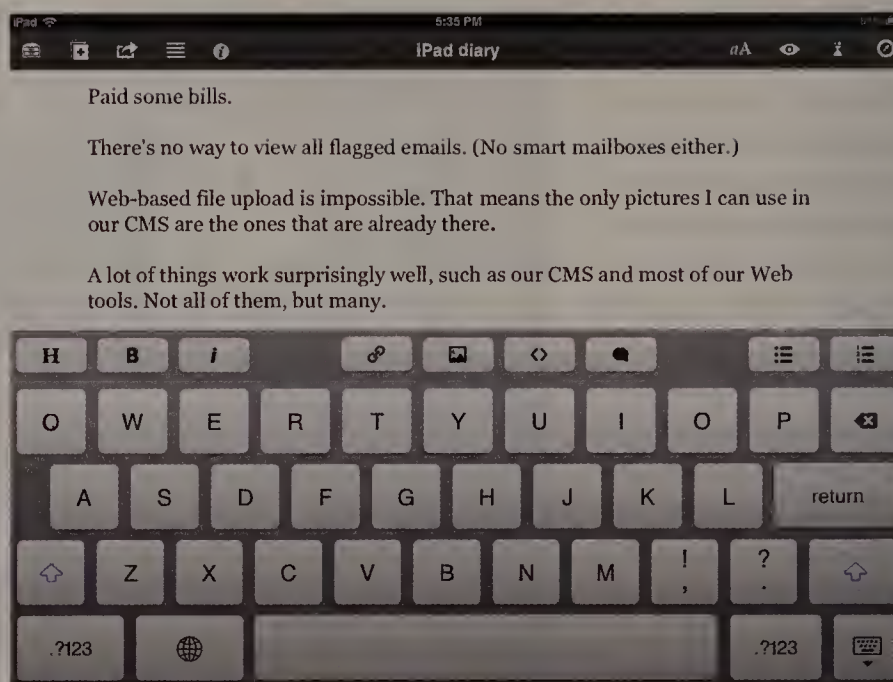 iPad 5:35 PM
iPad diary aA
Paid some bills.
There's no way to view all flagged emails. (No smart mailboxes either.)
Web-based file upload is impossible. That means the only pictures I can use in
our CMS are the ones that are already there.
A lot of things work surprisingly well, such as our CMS and most of our Web
tools. Not all of them, but many.
H B i <>
Q W E R T Y U I O P
A S D F G H J K L return
Z X C V B N M ! , ? .
.?123 .?123